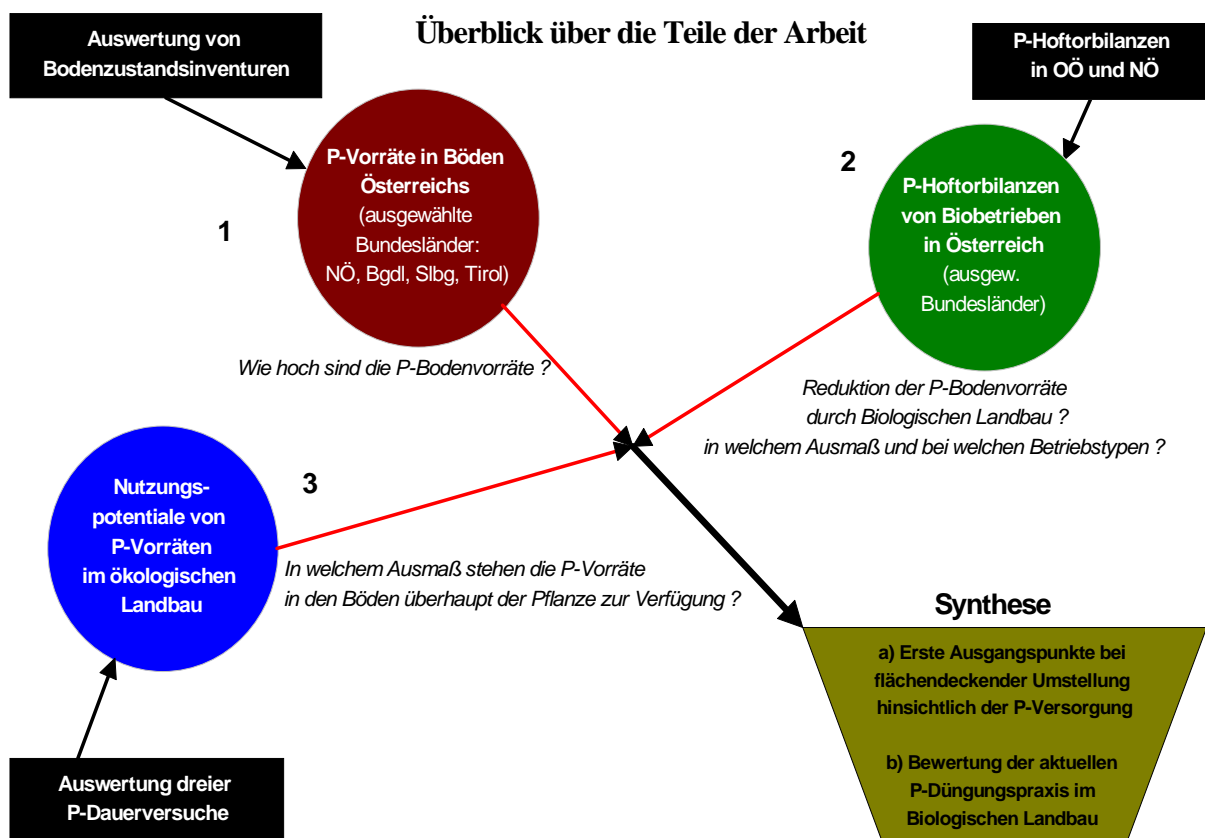 Überblick über die Teile der Arbeit
Auswertung von
Bodenzustandsinventuren
P-Hoftorbilanzen
in OÖ und NÖ
1
P-Vorräte in Böden
Österreichs
(ausgewählte
Bundesländer:
NÖ, Bgdl, Slbg, Tirol)
Wie hoch sind die P-Bodenvorräte ?
2
P-Hoftorbilanzen
von Biobetrieben
in Österreich
(ausgew.
Bundesländer)
Reduktion der P-Bodenvorräte
durch Biologischen Landbau ?
in welchem Ausmaß und bei welchen Betriebstypen ?
3
Nutzungs-
potentiale von
P-Vorräten
im ökologischen
Landbau
In welchem Ausmaß stehen die P-Vorräte
in den Böden überhaupt der Pflanze zur Verfügung ?
Auswertung dreier
P-Dauerversuche
Synthese
a) Erste Ausgangspunkte bei
flächendeckender Umstellung
hinsichtlich der P-Versorgung
b) Bewertung der aktuellen
P-Düngungspraxis im
Biologischen Landbau